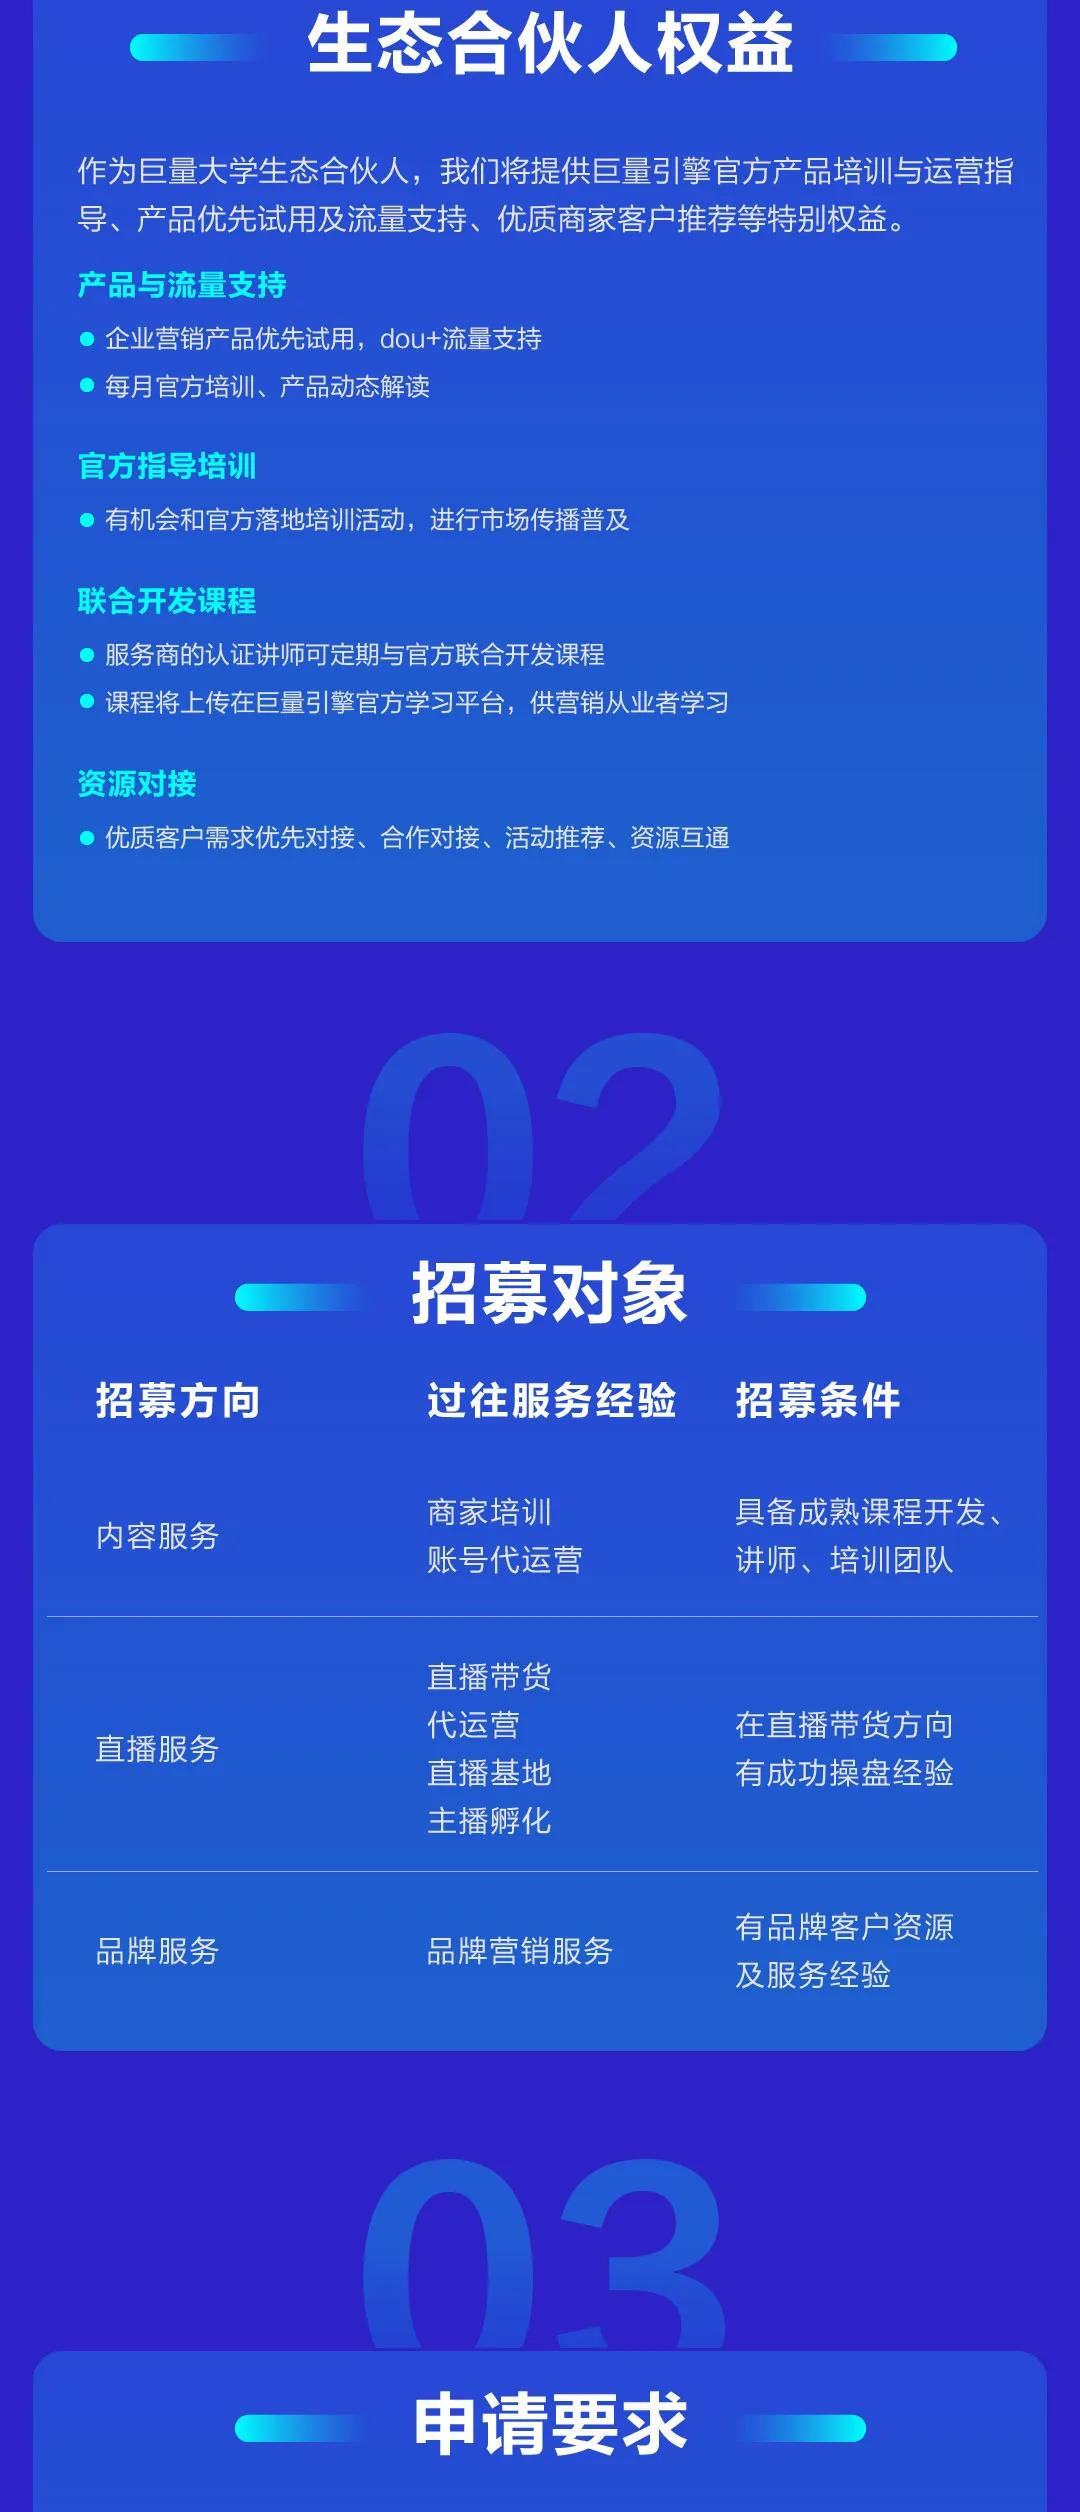 生态合伙人权益
作为巨量大学生态合伙人，我们将提供巨量引擎官方产品培训与运营指
导、产品优先试用及流量支持、优质商家客户推荐等特别权益。
产品与流量支持
企业营销产品优先试用，dou+流量支持
每月官方培训、产品动态解读
官方指导培训
有机会和官方落地培训活动，进行市场传播普及
联合开发课程
服务商的认证讲师可定期与官方联合开发课程
课程将上传在巨量引擎官方学习平台，供营销从业者学习
资源对接
优质客户需求优先对接、合作对接、活动推荐、资源互通
02
招募对象
招募方向 过往服务经验 招募条件
内容服务
商家培训
账号代运营
具备成熟课程开发、
讲师、培训团队
直播服务
直播带货
代运营
直播基地
主播孵化
在直播带货方向
有成功操盘经验
品牌服务
品牌营销服务
有品牌客户资源
及服务经验
03
申请要求